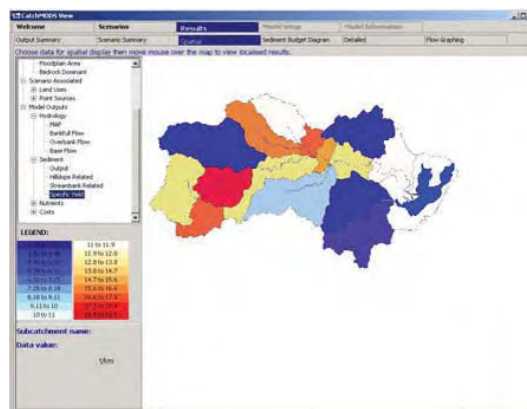 CatchMODS View
Welcome Scenarios Results Model Setup Model Information
Output Summary Scenario Summary Spatial Sediment Budget Diagram Detailed Flow Graphing
Choose data for spatial display then move mouse over the map to view localised results.
Floodplain Area
Bedrock Dominant
Scenario Associated
Land Uses
Point Sources
Model Outputs
Hydrology
MAP
Bankfull Flow
Overbank Flow
Base Flow
Sediment
Output
Hillslope Related
Streambank Related
Specific Yield
Nutrients
Costs
LEGEND:
11 to 11.9
11.9 to 12.8
12.8 to 13.8
13.8 to 14.7
14.7 to 15.6
7.25 to 8.18 15.6 to 16.6
8.18 to 9.11 16.6 to 17.5
9.11 to 10
10 to 11
Subcatchment name:
Data value:
t/km